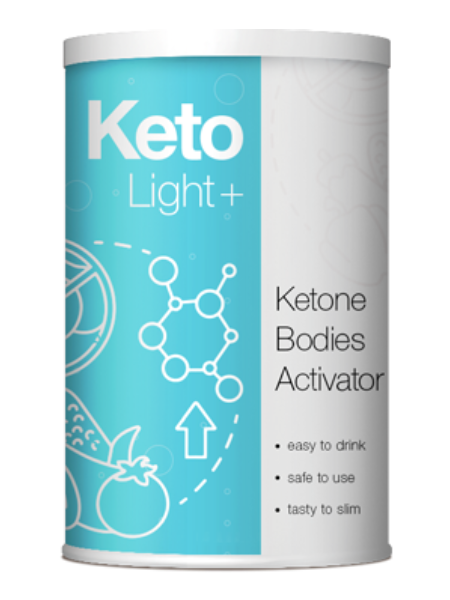 Keto
Light+
Ketone
Bodies
Activator
• easy to drink
• safe to use
• tasty to slim